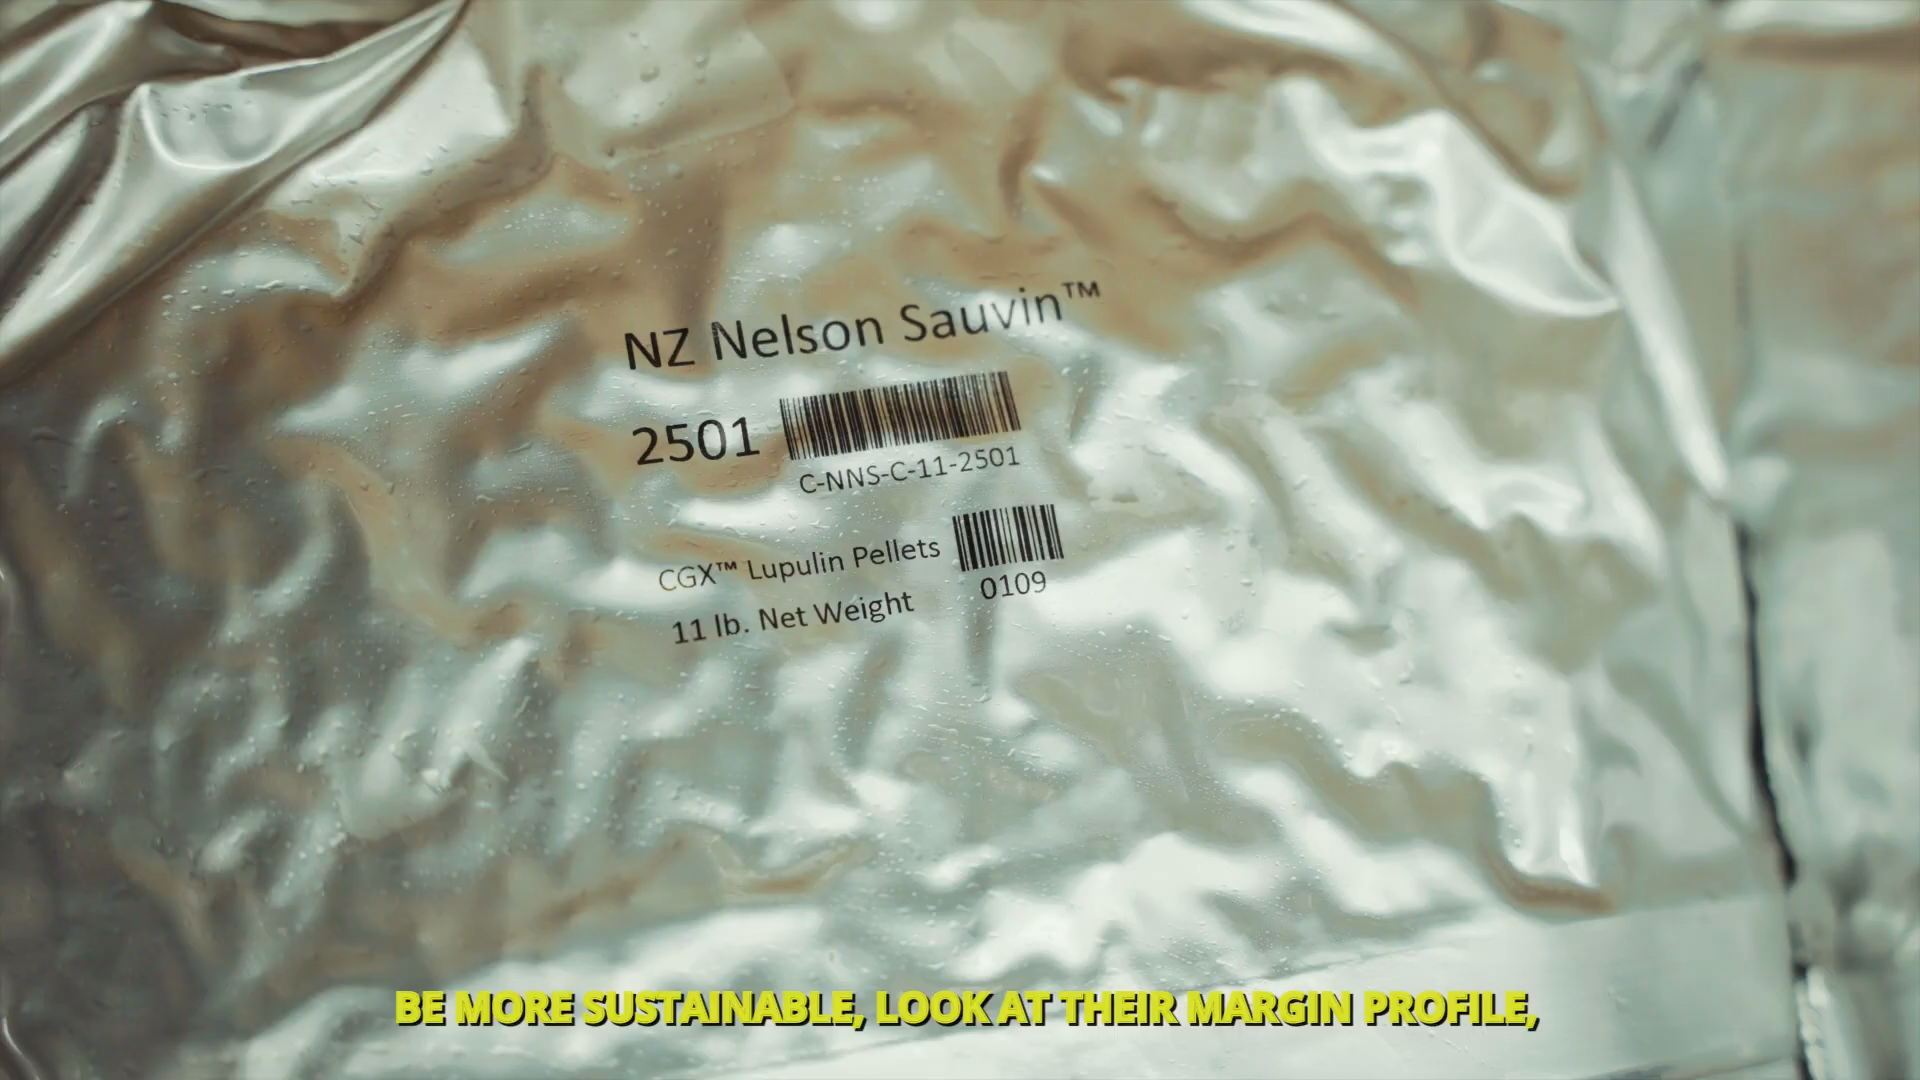 NZ Nelson Sauvin™
2501
C-NNS-C-11-2501
CGX™ Lupulin Pellets
0109
11 lb. Net Weight
BE MORE SUSTAINABLE, LOOK AT THEIR MARGIN PROFILE,